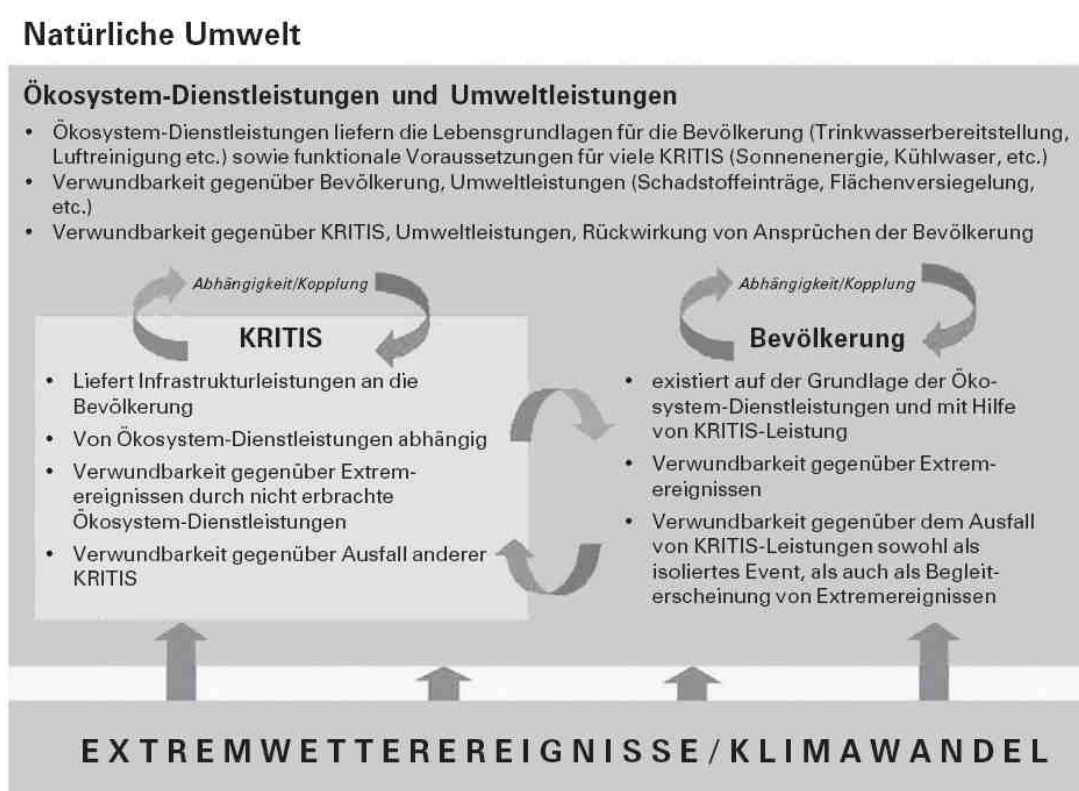 Natürliche Umwelt
Ökosystem-Dienstleistungen und Umweltleistungen
• Ökosystem-Dienstleistungen liefern die Lebensgrundlagen für die Bevölkerung (Trinkwasserbereitstellung,
Luftreinigung etc.) sowie funktionale Voraussetzungen für viele KRITIS (Sonnenenergie, Kühlwaser, etc.)
• Verwundbarkeit gegenüber Bevölkerung, Umweltleistungen (Schadstoffeinträge, Flächenversiegelung,
etc.)
• Verwundbarkeit gegenüber KRITIS, Umweltleistungen, Rückwirkung von Ansprüchen der Bevölkerung
Abhängigkeit/Kopplung
KRITIS
• Liefert Infrastrukturleistungen an die
Bevölkerung
• Von Ökosystem-Dienstleistungen abhängig
• Verwundbarkeit gegenüber Extrem-
ereignissen durch nicht erbrachte
Ökosystem-Dienstleistungen
• Verwundbarkeit gegenüber Ausfall anderer
KRITIS
Abhängigkeit/Kopplung
Bevölkerung
• existiert auf der Grundlage der Öko-
system-Dienstleistungen und mit Hilfe
von KRITIS-Leistung
• Verwundbarkeit gegenüber Extrem-
ereignissen
• Verwundbarkeit gegenüber dem Ausfall
von KRITIS-Leistungen sowohl als
isoliertes Event, als auch als Begleit-
erscheinung von Extremereignissen
EXTREMWETTEREREIGNISSE/KLIMAWANDEL